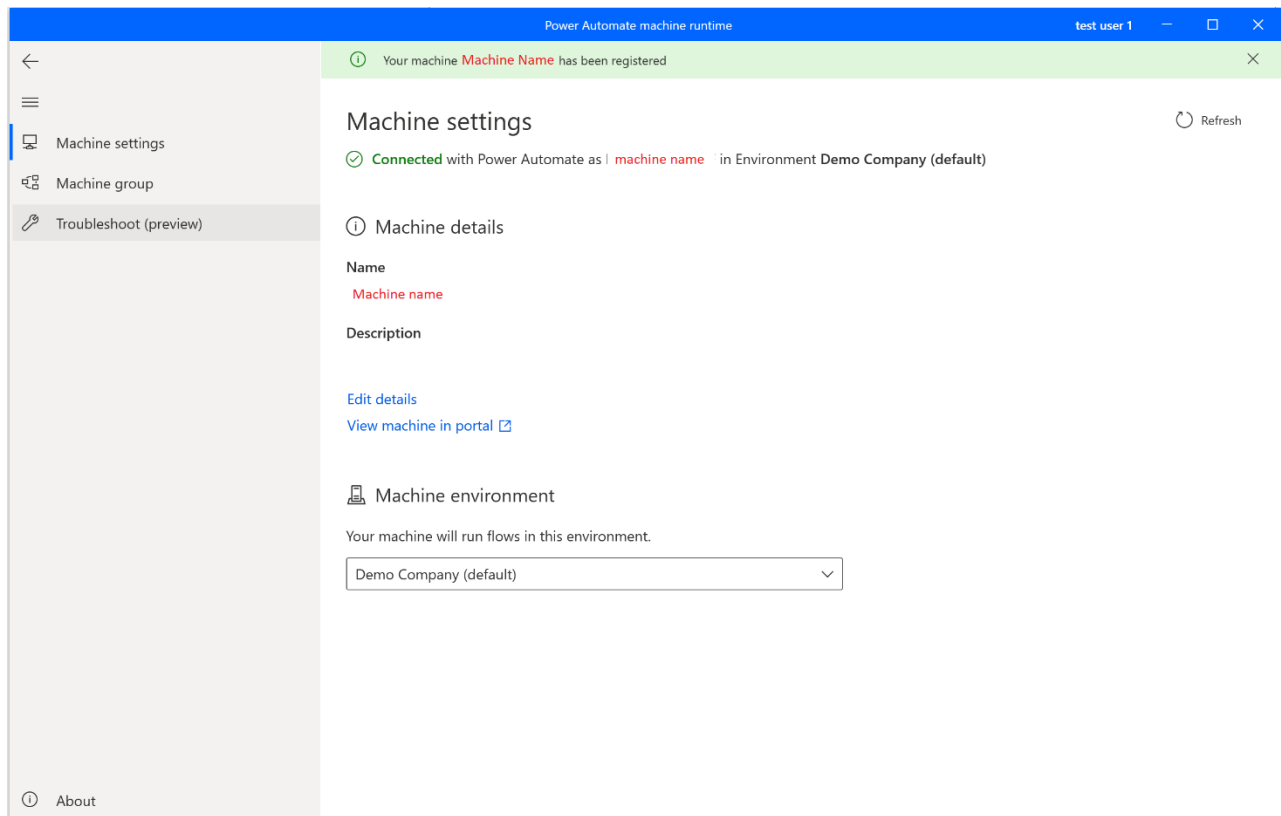 Power Automate machine runtime
test user 1
Your machine Machine Name has been registered
Machine settings
Machine group
Troubleshoot (preview)
About
Machine settings
Refresh
Connected with Power Automate as machine name in Environment Demo Company (default)
Machine details
Name
Machine name
Description
Edit details
View machine in portal
Machine environment
Your machine will run flows in this environment.
Demo Company (default)